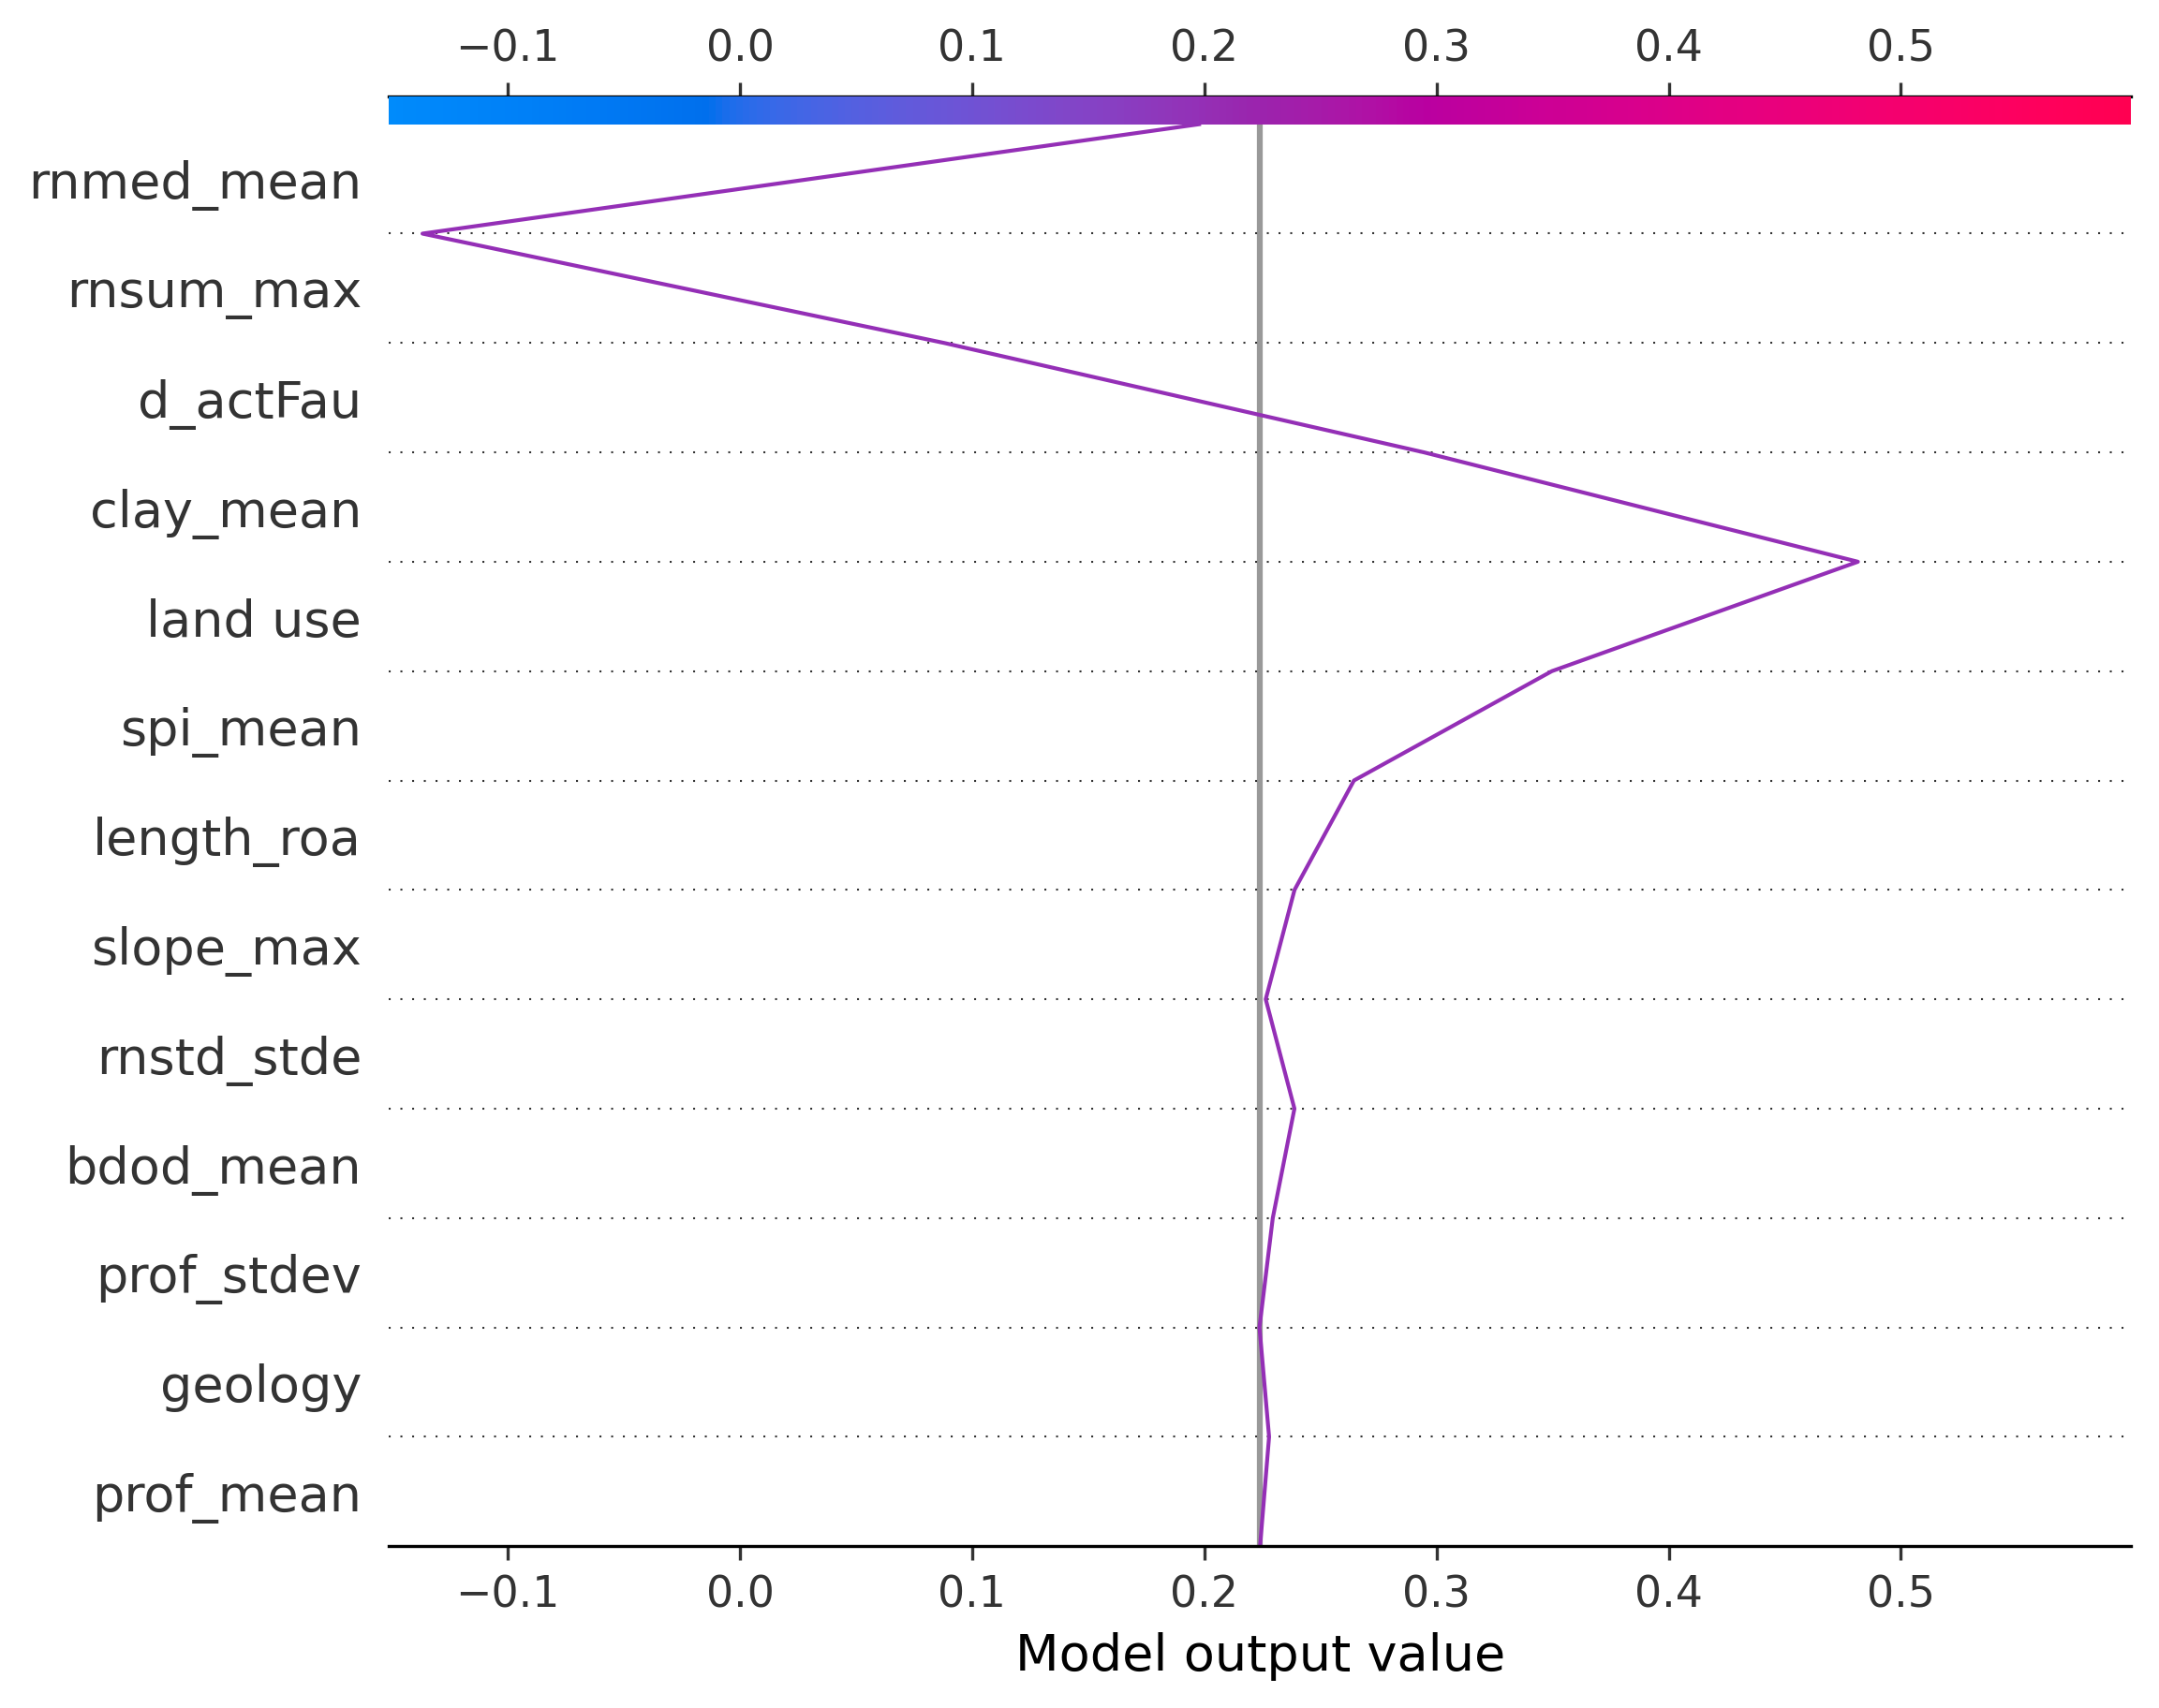 −0.1 0.0 0.1 0.2 0.3 0.4 0.5
rnmed_mean
rnsum_max
d_actFau
clay_mean
land use
spi_mean
length_roa
slope_max
rnstd_stde
bdod_mean
prof_stdev
geology
prof_mean
−0.1 0.0 0.1 0.2 0.3 0.4 0.5
Model output value